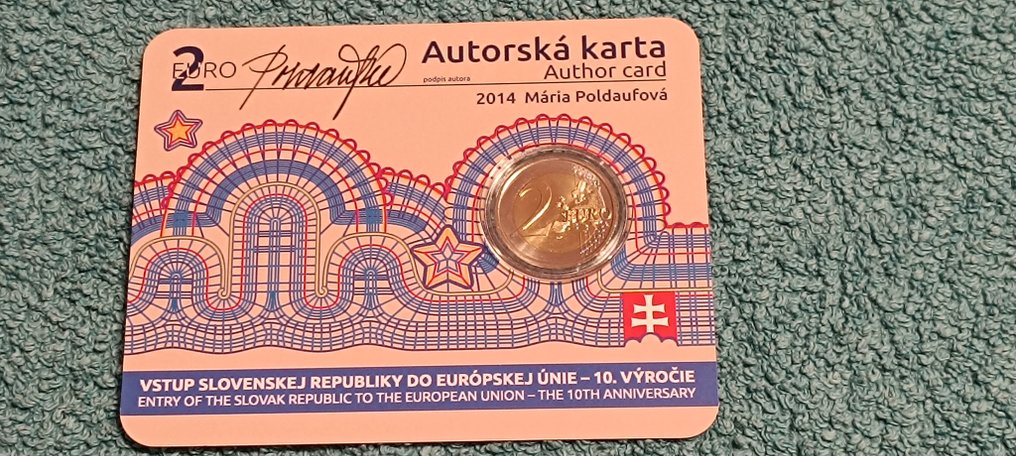 2 EURO
Poldaufová
podpis autora
Autorská karta
Author card
2014 Mária Poldaufová
2 EURO
VSTUP SLOVENSKEJ REPUBLIKY DO EURÓPSKEJ ÚNIE – 10. VÝROČIE
ENTRY OF THE SLOVAK REPUBLIC TO THE EUROPEAN UNION – THE 10TH ANNIVERSARY